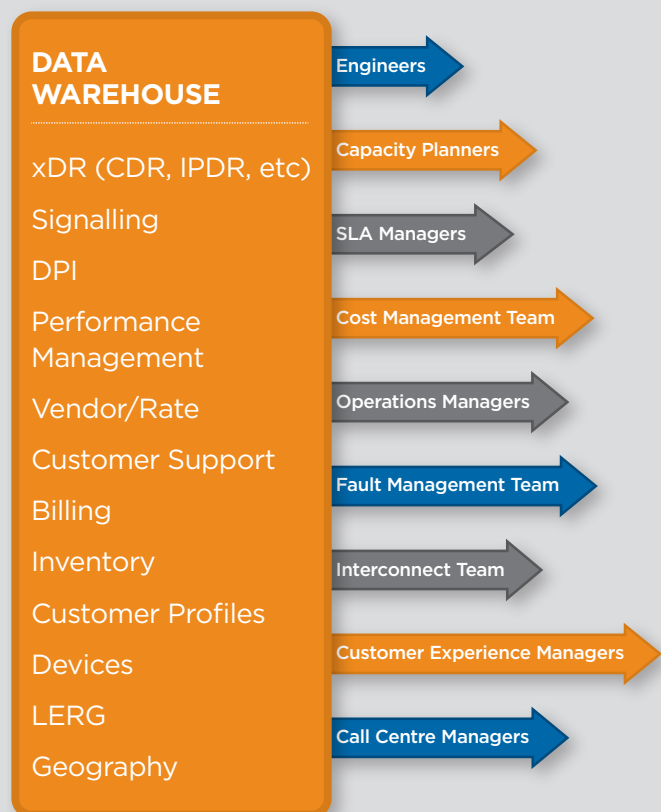 DATA
WAREHOUSE
xDR (CDR, IPDR, etc)
Signalling
DPI
Performance
Management
Vendor/Rate
Customer Support
Billing
Inventory
Customer Profiles
Devices
LERG
Geography
Engineers
Capacity Planners
SLA Managers
Cost Management Team
Operations Managers
Fault Management Team
Interconnect Team
Customer Experience Managers
Call Centre Managers